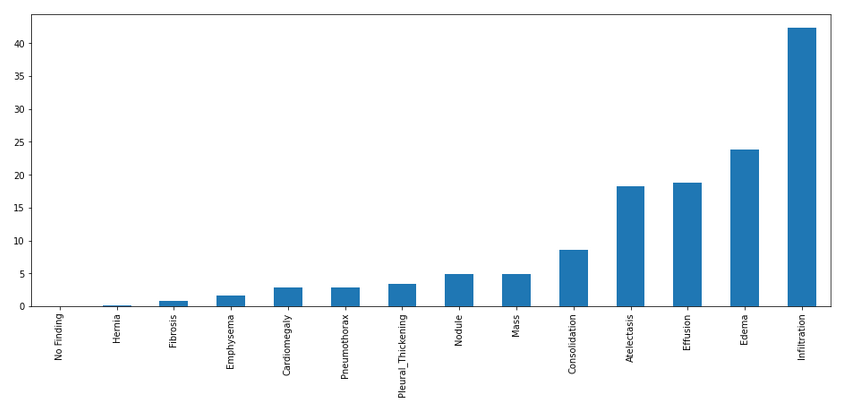 40
35
30
25
20
15
10
5
0
No Finding
Hernia
Fibrosis
Emphysema
Cardiomegaly
Pneumothorax
Pleural_Thickening
Nodule
Mass
Consolidation
Atelectasis
Effusion
Edema
Infiltration